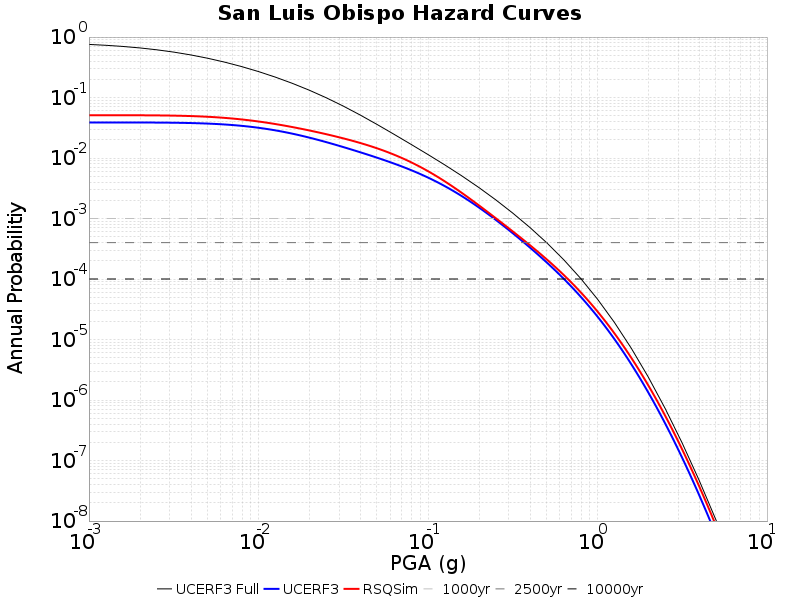 San Luis Obispo Hazard Curves
Annual Probabilitiy
10^0
10^-1
10^-2
10^-3
10^-4
10^-5
10^-6
10^-7
10^-8
10^-3 10^-2 10^-1 10^0 10^1
PGA (g)
UCERF3 Full UCERF3 RSQSim 1000yr 2500yr 10000yr